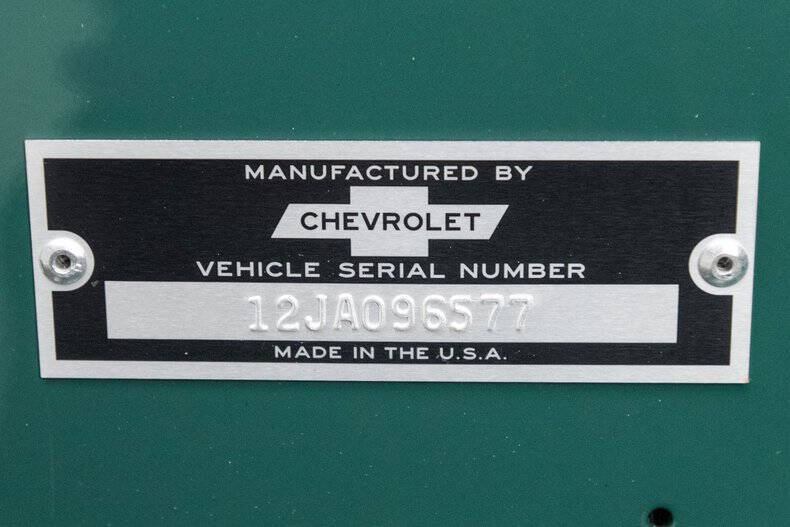 MANUFACTURED BY
CHEVROLET
VEHICLE SERIAL NUMBER
12JA096577
MADE IN THE U.S.A.